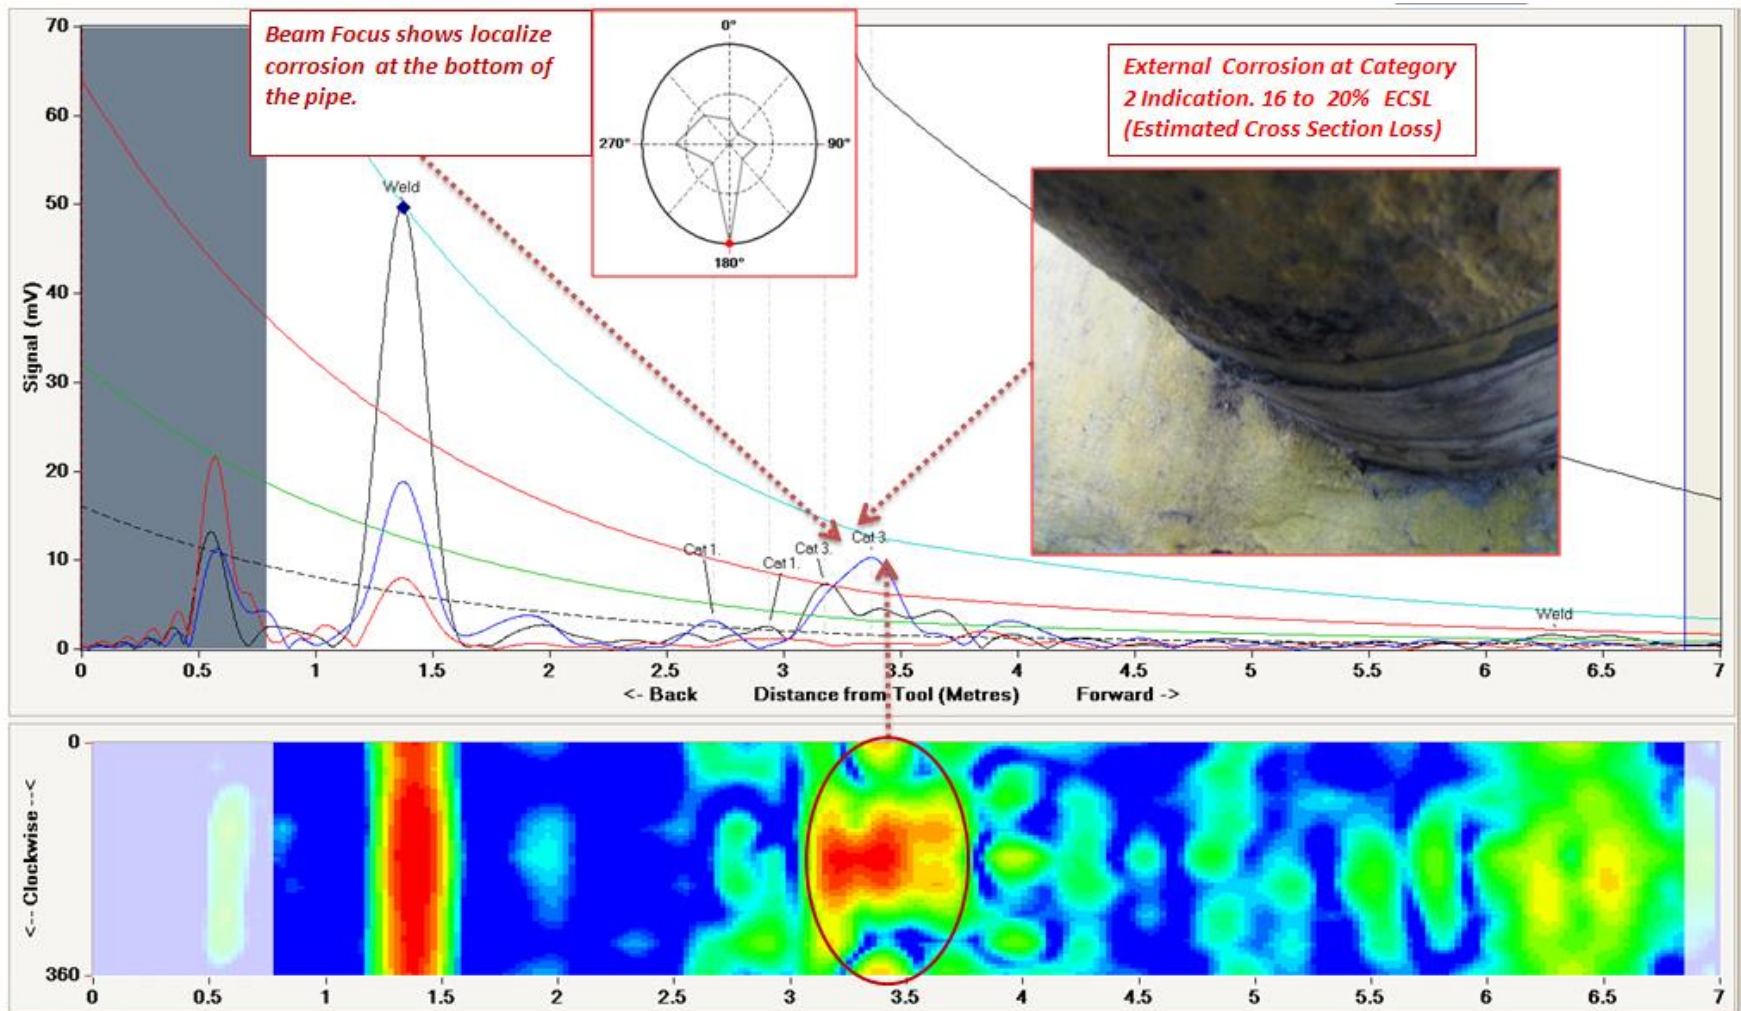 Beam Focus shows localize
corrosion at the bottom of
the pipe.
0°
270°
90°
180°
External Corrosion at Category
2 Indication. 16 to 20% ECSL
(Estimated Cross Section Loss)
70
60
50
40
30
20
10
0
Signal (mV)
Weld
Cat 1.
Cat 1.
Cat 3.
Cat 3.
Weld
0 0.5 1 1.5 2 2.5 3 3.5 4 4.5 5 5.5 6 6.5 7
<- Back Distance from Tool (Metres) Forward ->
0
<-- Clockwise --<
360
0 0.5 1 1.5 2 2.5 3 3.5 4 4.5 5 5.5 6 6.5 7